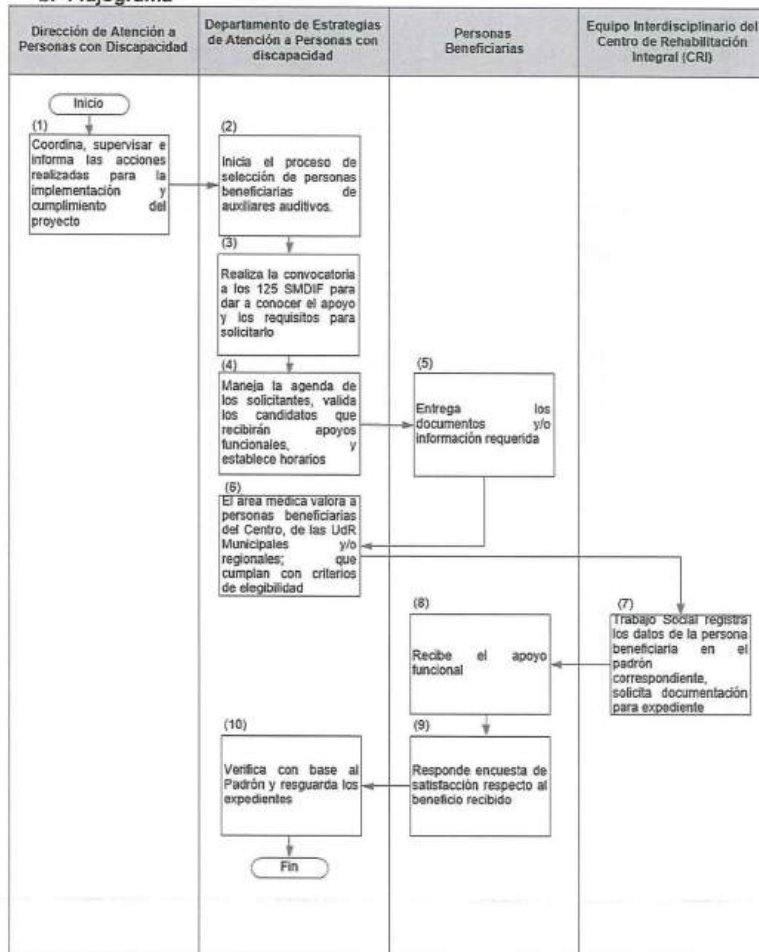 b. Flujograma
Dirección de Atención a
Personas con Discapacidad
Departamento de Estrategias
de Atención a Personas con
discapacidad
Personas
Beneficiarias
Equipo Interdisciplinario del
Centro de Rehabilitación
Integral (CRI)
Inicio
(1)
Coordina, supervisar e
informa las acciones
realizadas para la
implementación y
cumplimiento del
proyecto
(2)
Inicia el proceso de
selección de personas
beneficiarias de
auxiliares auditivos.
(3)
Realiza la convocatoria
a los 125 SMDIF para
dar a conocer el apoyo
y los requisitos para
solicitarlo
(4)
Maneja la agenda de
los solicitantes, valida
los candidatos que
recibirán apoyos
funcionales, y
establece horarios
(5)
Entrega los
documentos y/o
información requerida
(6)
El área médica valora a
personas beneficiarias
del Centro, de las UdR
Municipales y/o
regionales; que
cumplan con criterios
de elegibilidad
(7)
Trabajo Social registra
los datos de la persona
beneficiaria en el
padrón
correspondiente,
solicita documentación
para expediente
(8)
Recibe el apoyo
funcional
(9)
Responde encuesta de
satisfacción respecto al
beneficio recibido
(10)
Verifica con base al
Padrón y resguarda los
expedientes
Fin